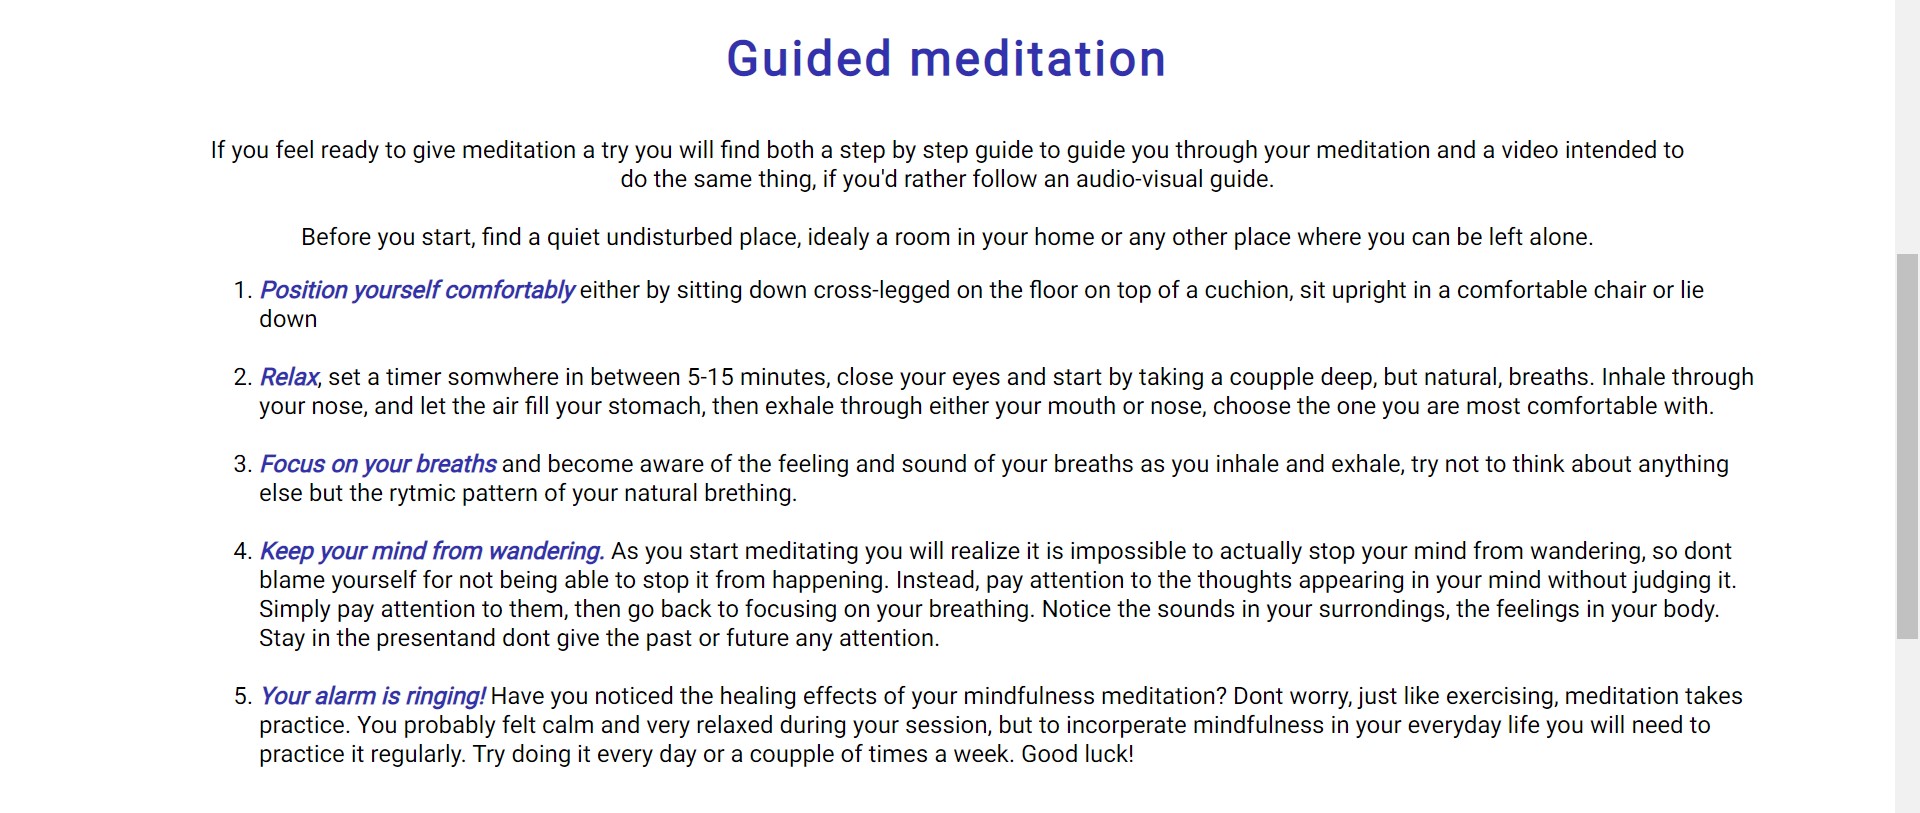 Guided meditation
If you feel ready to give meditation a try you will find both a step by step guide to guide you through your meditation and a video intended to
do the same thing, if you'd rather follow an audio-visual guide.
Before you start, find a quiet undisturbed place, idealy a room in your home or any other place where you can be left alone.
1. Position yourself comfortably either by sitting down cross-legged on the floor on top of a cuchion, sit upright in a comfortable chair or lie
down
2. Relax, set a timer somwhere in between 5-15 minutes, close your eyes and start by taking a coupple deep, but natural, breaths. Inhale through
your nose, and let the air fill your stomach, then exhale through either your mouth or nose, choose the one you are most comfortable with.
3. Focus on your breaths and become aware of the feeling and sound of your breaths as you inhale and exhale, try not to think about anything
else but the rytmic pattern of your natural brething.
4. Keep your mind from wandering. As you start meditating you will realize it is impossible to actually stop your mind from wandering, so dont
blame yourself for not being able to stop it from happening. Instead, pay attention to the thoughts appearing in your mind without judging it.
Simply pay attention to them, then go back to focusing on your breathing. Notice the sounds in your surrondings, the feelings in your body.
Stay in the presentand dont give the past or future any attention.
5. Your alarm is ringing! Have you noticed the healing effects of your mindfulness meditation? Dont worry, just like exercising, meditation takes
practice. You probably felt calm and very relaxed during your session, but to incorperate mindfulness in your everyday life you will need to
practice it regularly. Try doing it every day or a coupple of times a week. Good luck!